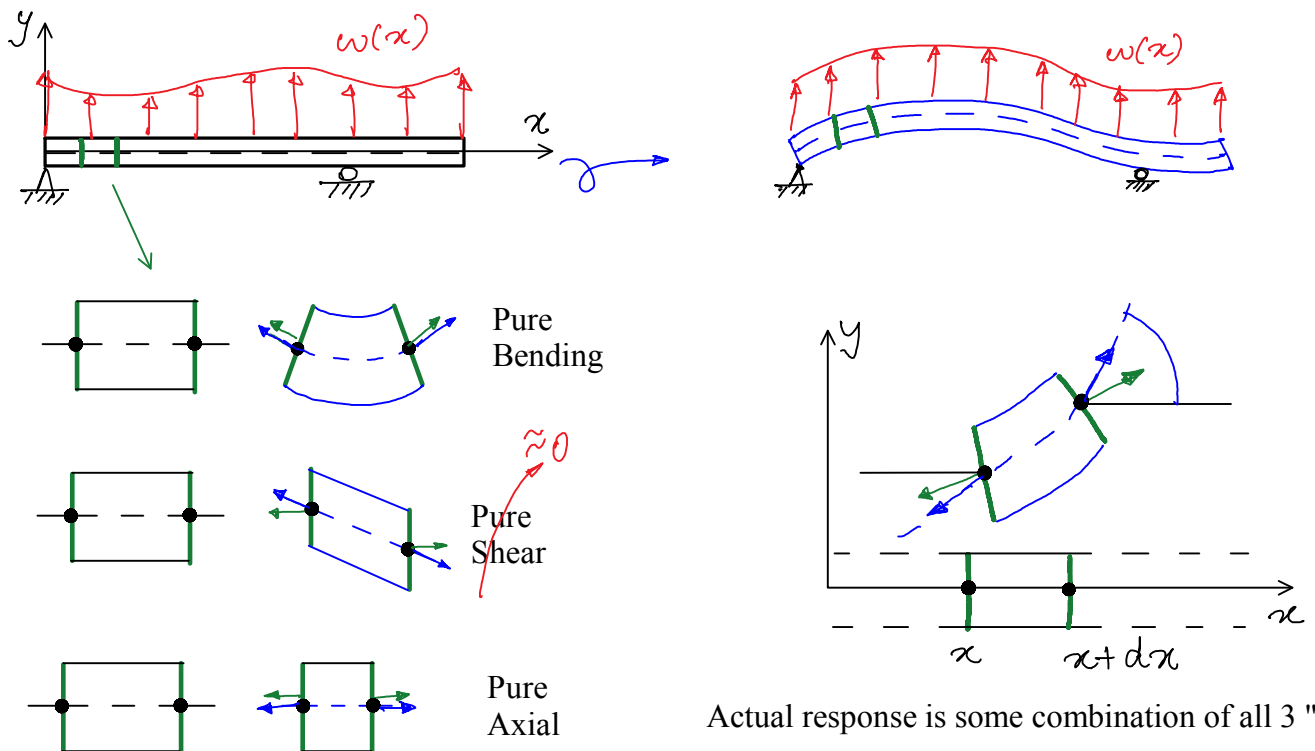 y
w(x)
x
w(x)
Pure
Bending
≈0
Pure
Shear
Pure
Axial
y
x
x
x+dx
Actual response is some combination of all 3 "